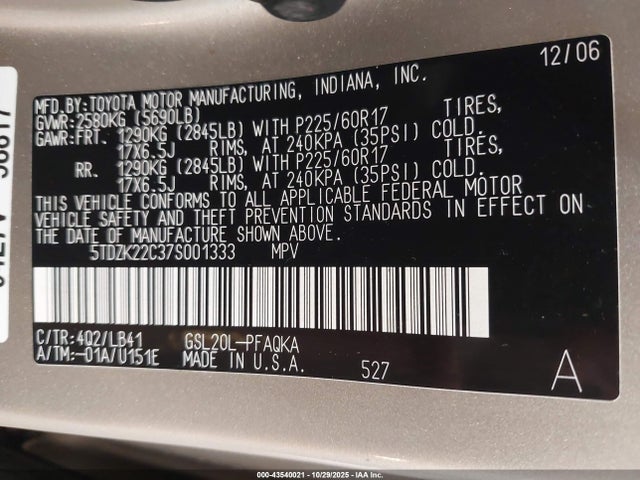 12/06
MFD.BY:TOYOTA MOTOR MANUFACTURING, INDIANA, INC.
GVWR:2580KG (5690LB)
GAWR:FRT. 1290KG (2845LB) WITH P225/60R17 TIRES,
17X6.5J RIMS, AT 240KPA (35PSI) COLD.
RR. 1290KG (2845LB) WITH P225/60R17 TIRES,
17X6.5J RIMS, AT 240KPA (35PSI) COLD.
THIS VEHICLE CONFORMS TO ALL APPLICABLE FEDERAL MOTOR
VEHICLE SAFETY AND THEFT PREVENTION STANDARDS IN EFFECT ON
THE DATE OF MANUFACTURE SHOWN ABOVE.
5TDZK22C37S001333 MPV
C/TR:4Q2/LB41 GSL20L-PFAQKA
A/TM:-01A/U151E MADE IN U.S.A.
527
A
000-43540021 | 10/29/2025 | IAA Inc.